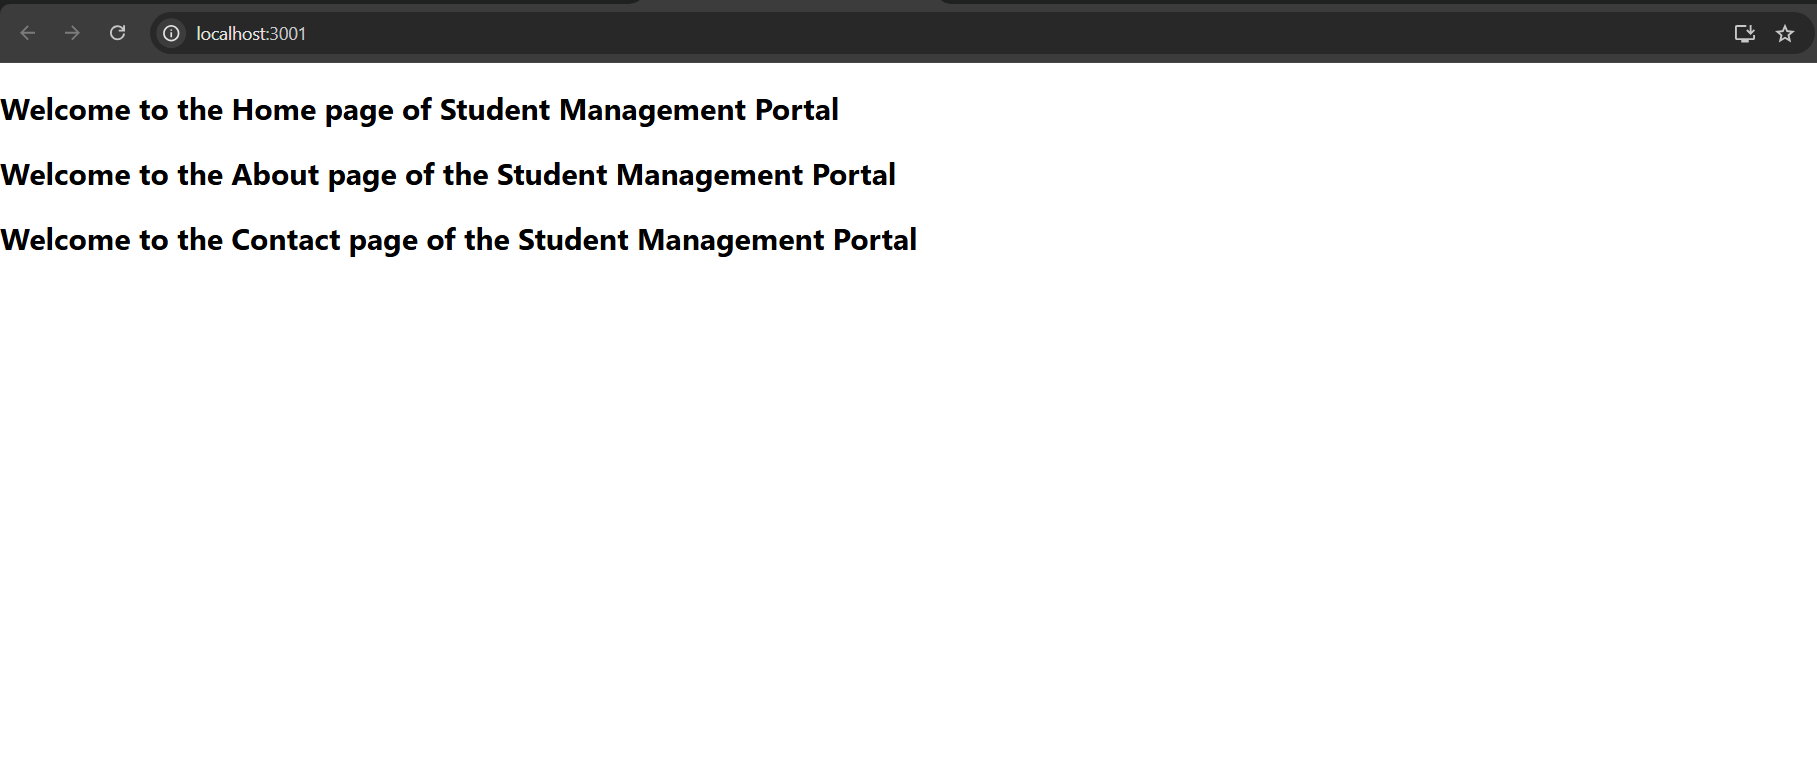 localhost:3001
Welcome to the Home page of Student Management Portal
Welcome to the About page of the Student Management Portal
Welcome to the Contact page of the Student Management Portal